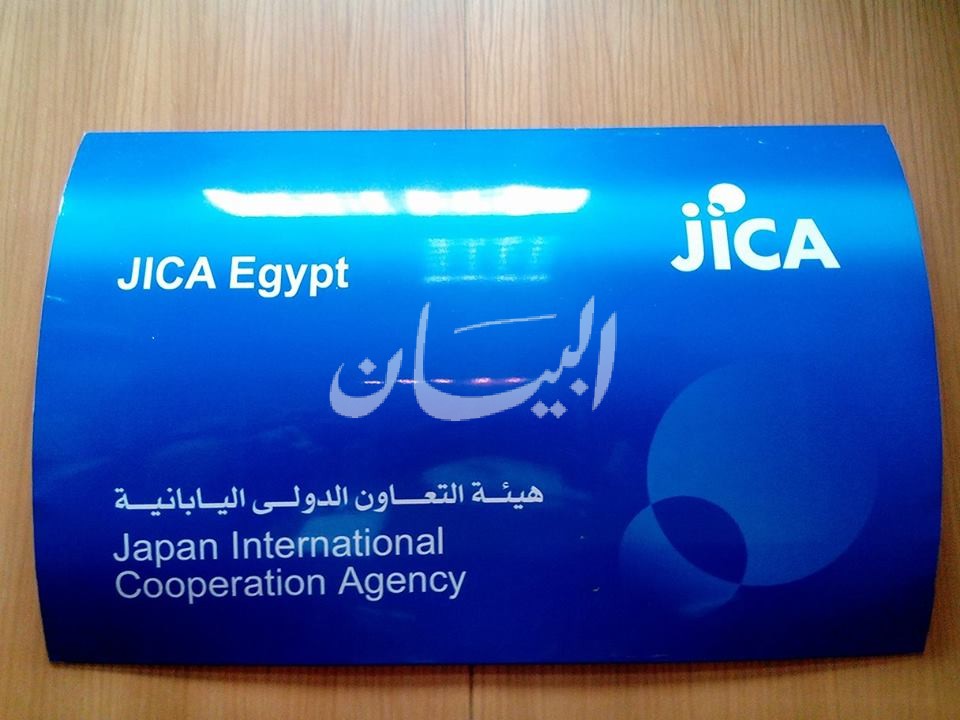 JICA
JICA Egypt
البيان
هيئة التعاون الدولى اليابانية
Japan International
Cooperation Agency